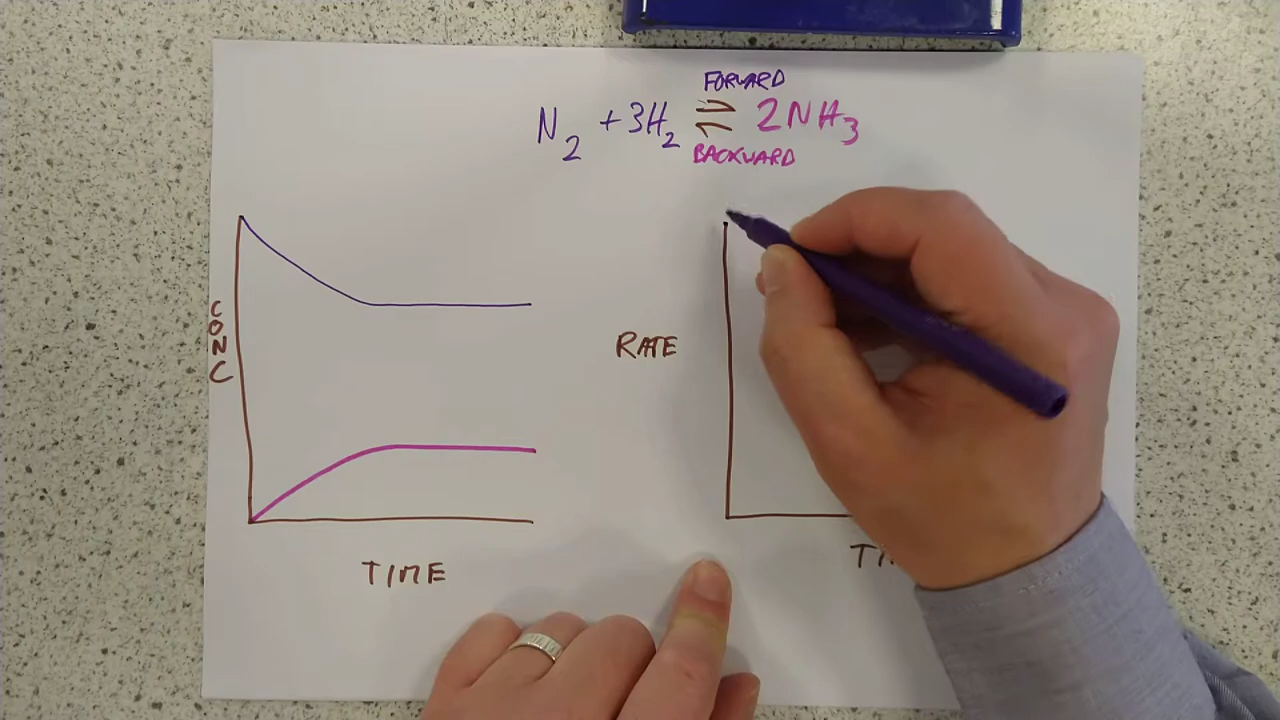 FORWARD
N2 + 3H2 ⇌ 2NH3
BACKWARD
CONC
RATE
TIME